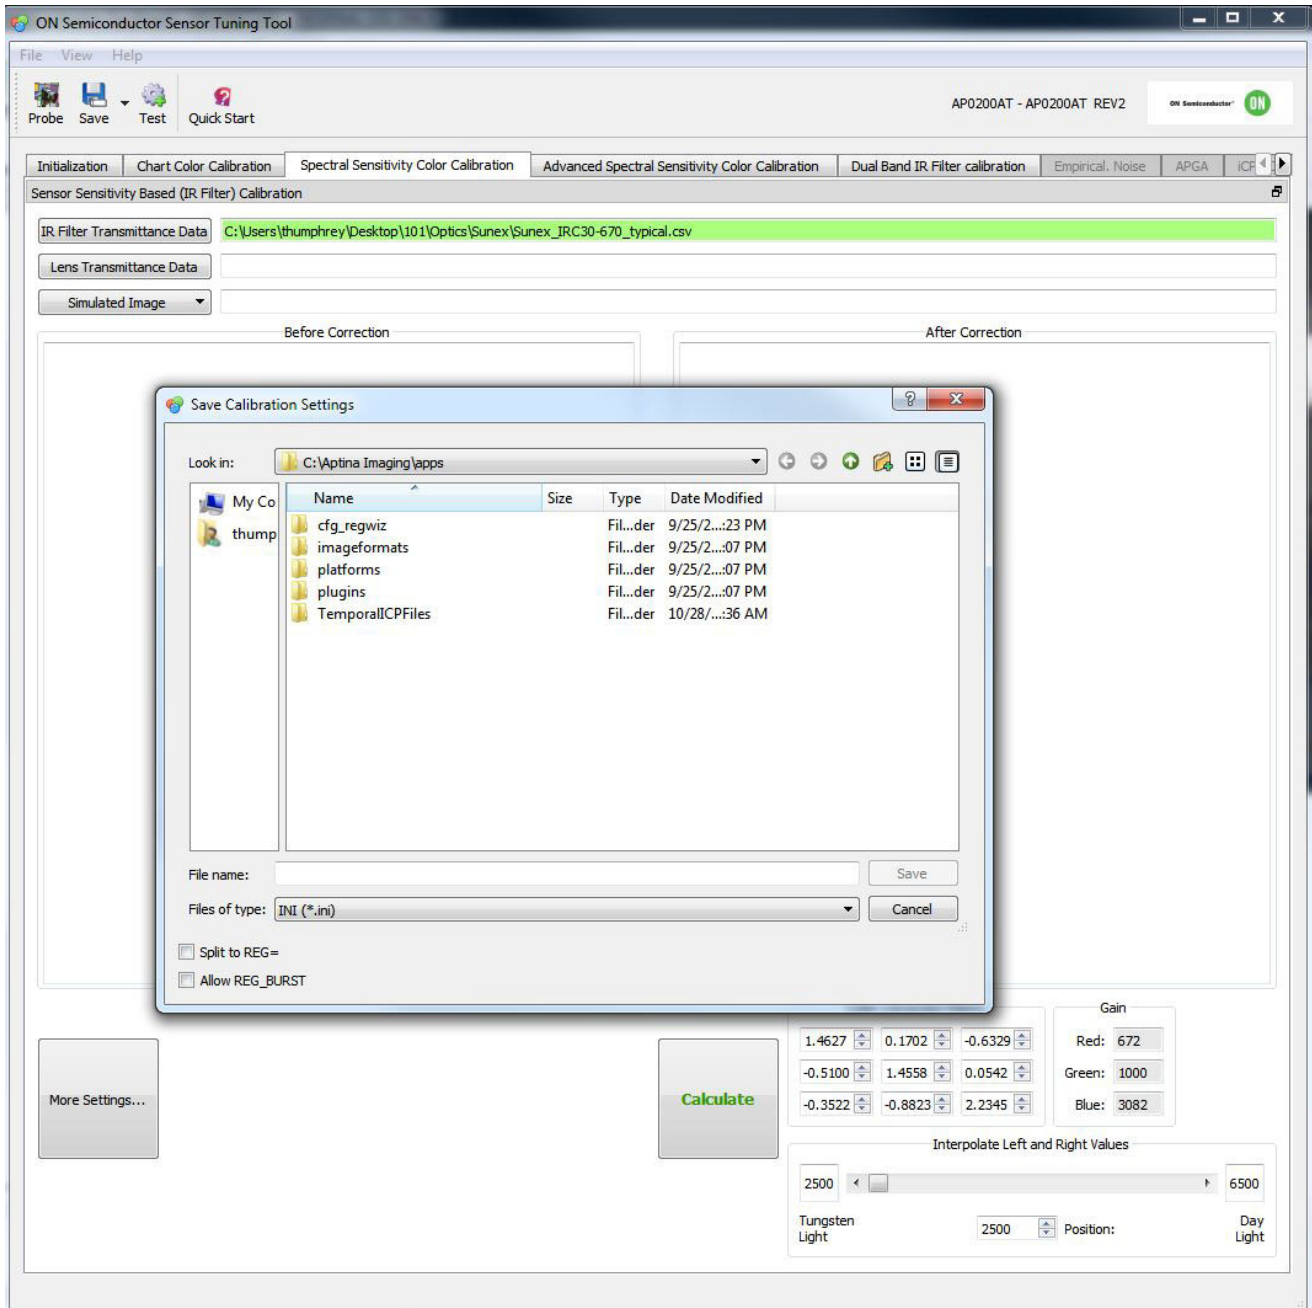 ON Semiconductor Sensor Tuning Tool
File View Help
Probe Save Test Quick Start
AP0200AT - AP0200AT REV2
ON Semiconductor® ON
Initialization Chart Color Calibration Spectral Sensitivity Color Calibration Advanced Spectral Sensitivity Color Calibration Dual Band IR Filter calibration Empirical. Noise APGA
Sensor Sensitivity Based (IR Filter) Calibration
IR Filter Transmittance Data C:\Users\thumphrey\Desktop\101\Optics\Sunex\Sunex_IRC30-670_typical.csv
Lens Transmittance Data
Simulated Image
Before Correction After Correction
Save Calibration Settings
Look in: C:\Aptina Imaging\apps
My Co
thump
Name Size Type Date Modified
cfg_regwiz Fil...der 9/25/2...:23 PM
imageformats Fil...der 9/25/2...:07 PM
platforms Fil...der 9/25/2...:07 PM
plugins Fil...der 9/25/2...:07 PM
TemporalICPFiles Fil...der 10/28/...:36 AM
File name: Save
Files of type: INI (*.ini) Cancel
Split to REG=
Allow REG_BURST
More Settings...
Calculate
1.4627 0.1702 -0.6329
-0.5100 1.4558 0.0542
-0.3522 -0.8823 2.2345
Gain
Red: 672
Green: 1000
Blue: 3082
Interpolate Left and Right Values
2500 6500
Tungsten Light 2500 Position: Day Light